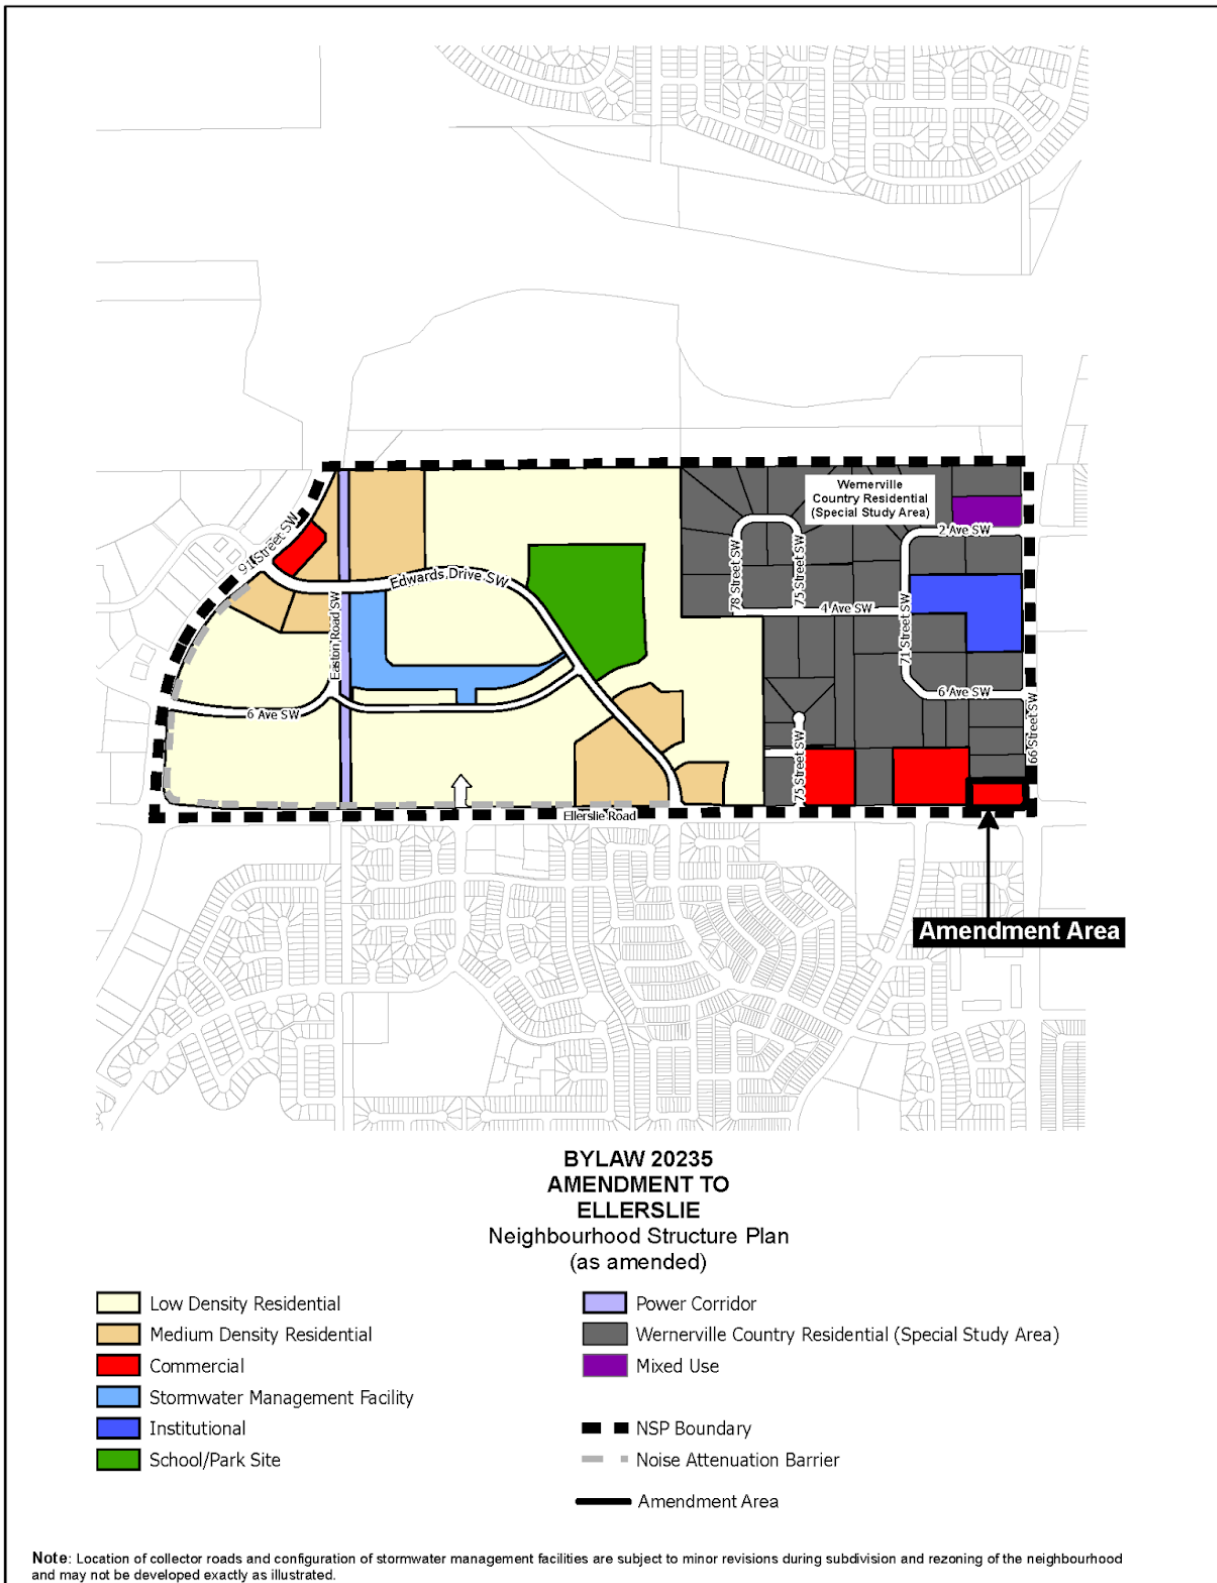 Wernerville
Country Residential
(Special Study Area)
2 Ave SW
91 Street SW
Edwards Drive SW
78 Street SW
75 Street SW
4 Ave SW
71 Street SW
Easton Road SW
6 Ave SW
6 Ave SW
66 Street SW
75 Street SW
Ellerslie Road
Amendment Area
BYLAW 20235
AMENDMENT TO
ELLERSLIE
Neighbourhood Structure Plan
(as amended)
Low Density Residential
Medium Density Residential
Commercial
Stormwater Management Facility
Institutional
School/Park Site
Power Corridor
Wernerville Country Residential (Special Study Area)
Mixed Use
NSP Boundary
Noise Attenuation Barrier
Amendment Area
Note: Location of collector roads and configuration of stormwater management facilities are subject to minor revisions during subdivision and rezoning of the neighbourhood
and may not be developed exactly as illustrated.